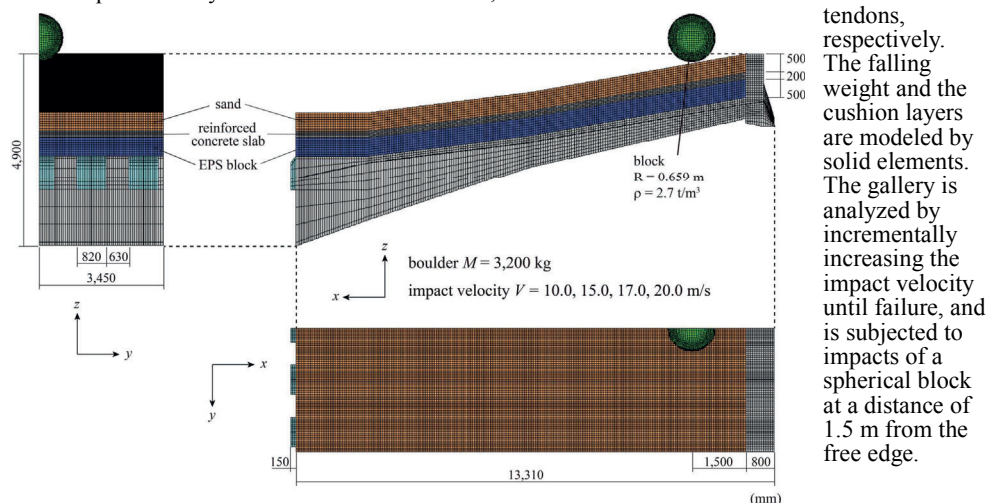 tendons,
respectively.
The falling
weight and the
cushion layers
are modeled by
solid elements.
The gallery is
analyzed by
incrementally
increasing the
impact velocity
until failure, and
is subjected to
impacts of a
spherical block
at a distance of
1.5 m from the
free edge.
500
200
500
sand
reinforced
concrete slab
EPS block
4,900
block
R = 0.659 m
ρ = 2.7 t/m³
820 630
3,450
z
y
z
x
boulder M = 3,200 kg
impact velocity V = 10.0, 15.0, 17.0, 20.0 m/s
x
y
150
13,310
1,500
800
(mm)